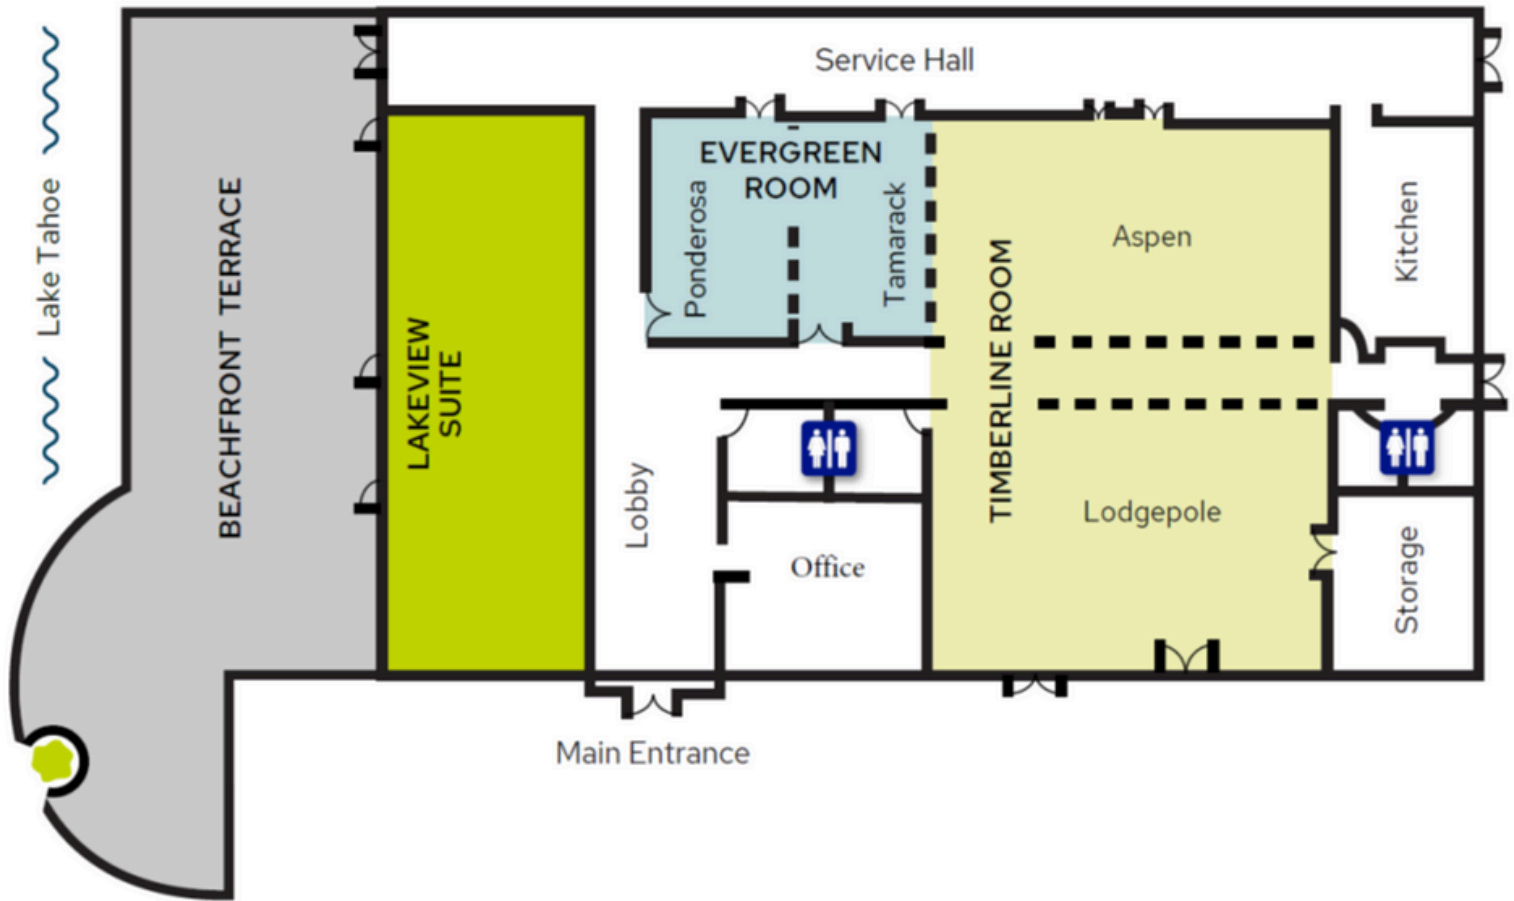 Service Hall
EVERGREEN
ROOM
Ponderosa
Tamarack
Aspen
Kitchen
Lake Tahoe
BEACHFRONT TERRACE
LAKEVIEW
SUITE
TIMBERLINE ROOM
Lobby
Lodgepole
Office
Storage
Main Entrance